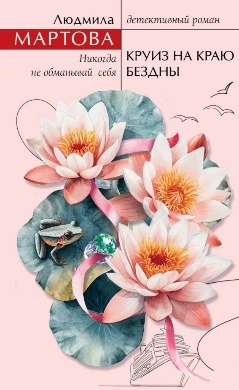 Людмила
МАРТОВА
Никогда
не обманывай себя
детективный роман
КРУИЗ НА КРАЮ
БЕЗДНЫ